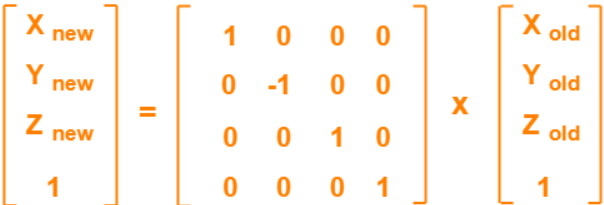 X new 1 0 0 0 X old
Y new 0 -1 0 0 Y old
= x
Z new 0 0 1 0 Z old
1 0 0 0 1 1